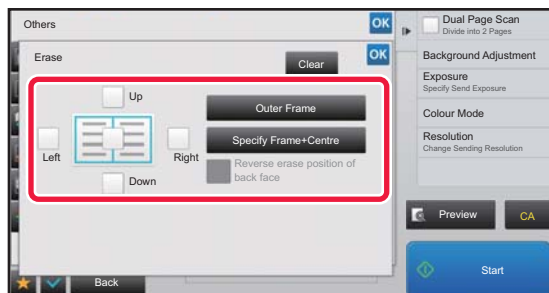 Others
OK
Erase
Clear
OK
Up
Left
Right
Down
Outer Frame
Specify Frame+Centre
Reverse erase position of
back face
Back
Dual Page Scan
Divide into 2 Pages
Background Adjustment
Exposure
Specify Send Exposure
Colour Mode
Resolution
Change Sending Resolution
Preview
CA
Start